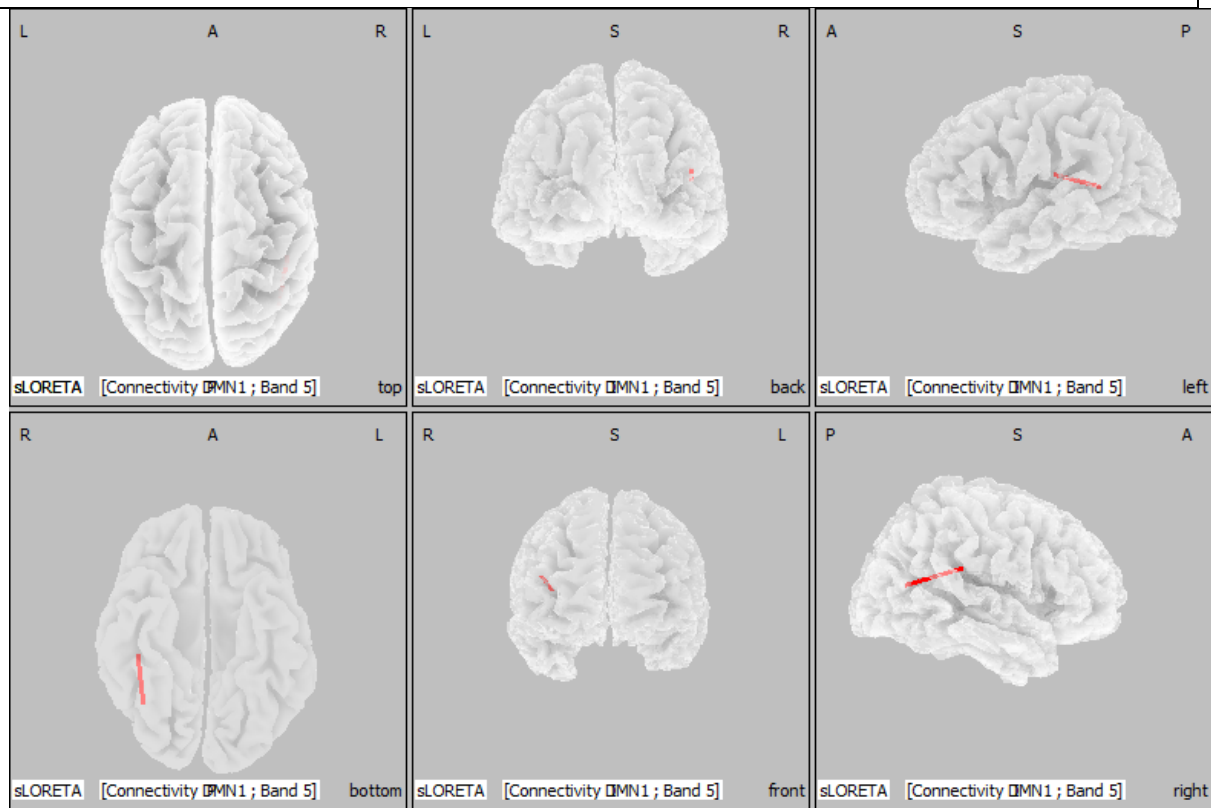 L A R
L S R
A S P
sLORETA [Connectivity MN1 ; Band 5] top
sLORETA [Connectivity MN1 ; Band 5] back
sLORETA [Connectivity MN1 ; Band 5] left
R A L
R S L
P S A
sLORETA [Connectivity MN1 ; Band 5] bottom
sLORETA [Connectivity MN1 ; Band 5] front
sLORETA [Connectivity MN1 ; Band 5] right